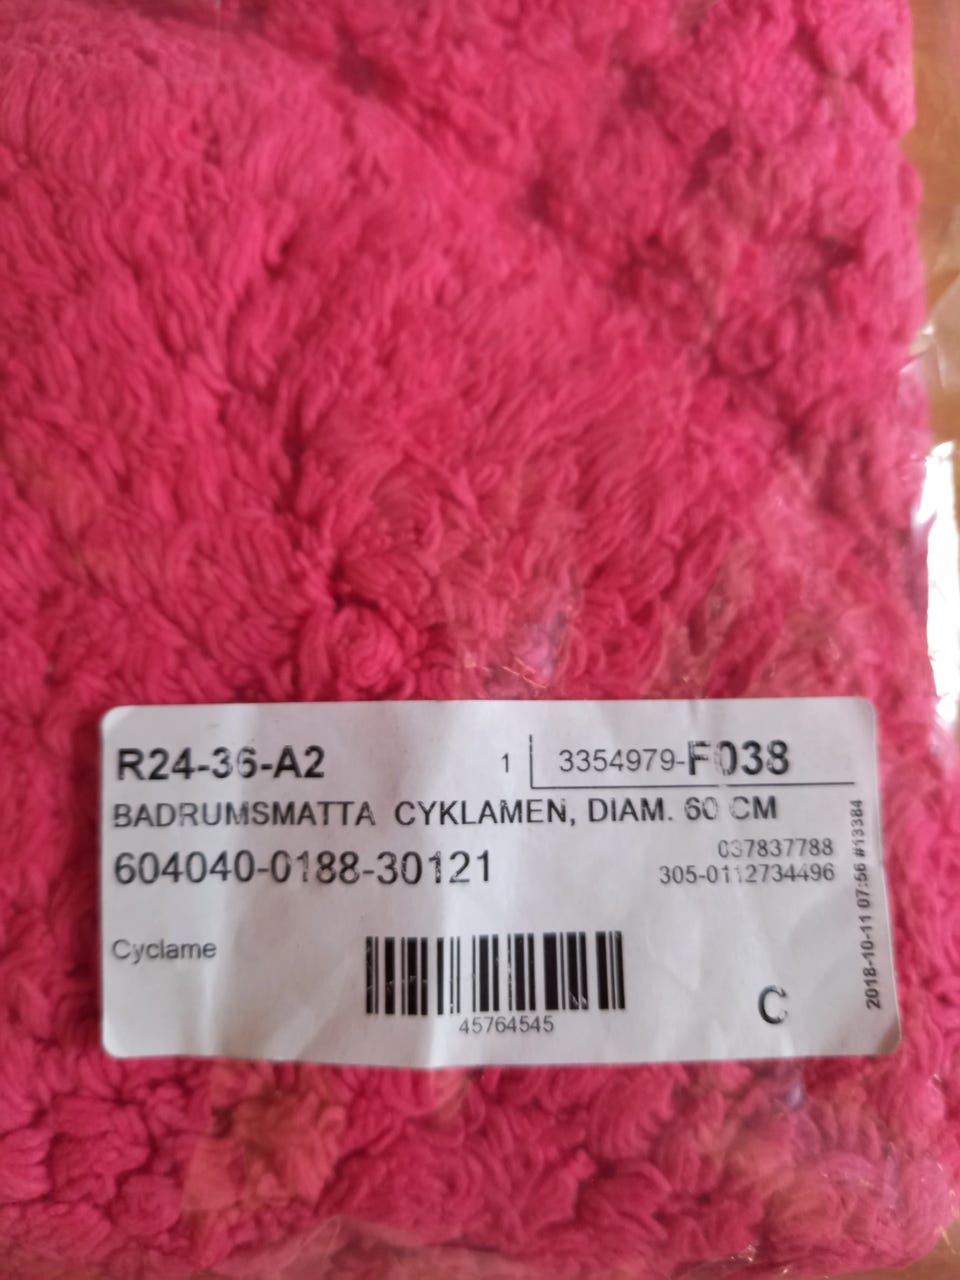 R24-36-A2 1 3354979-F038
BADRUMSMATTA CYKLAMEN, DIAM. 60 CM
037837788
604040-0188-30121
305-0112734496
2018-10-11 07:56 #13384
Cyclame
45764545
C